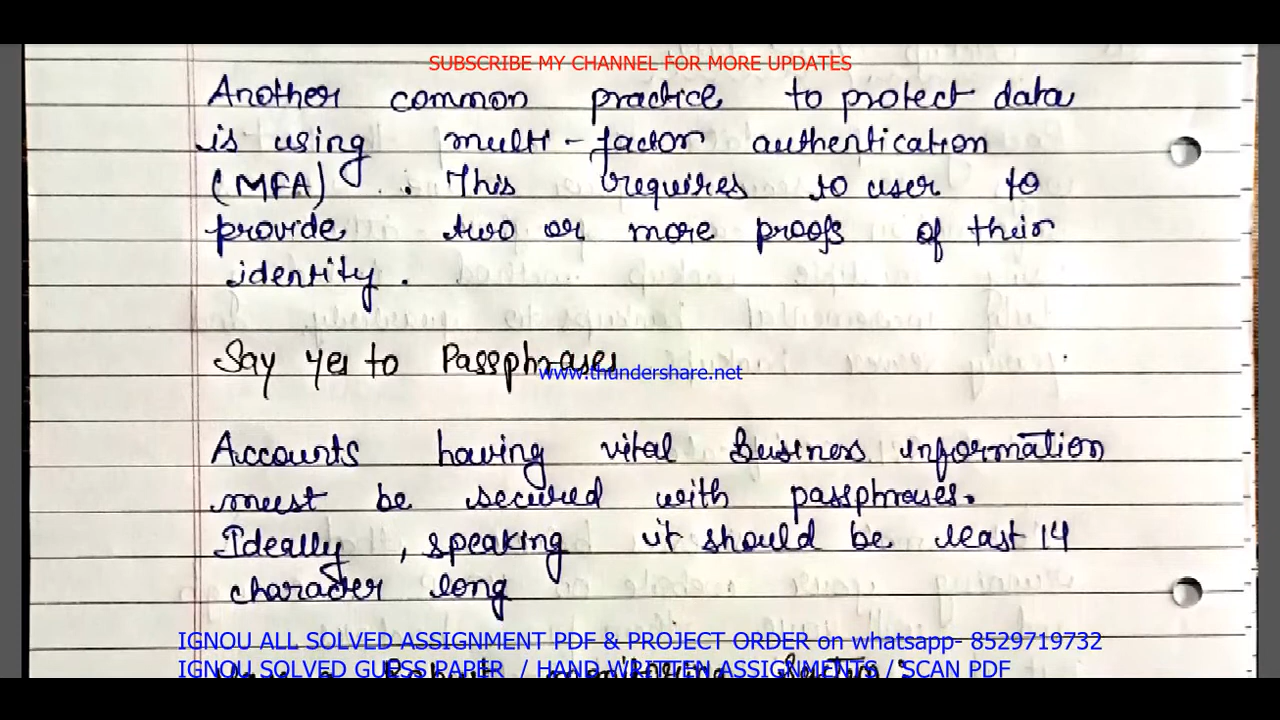 SUBSCRIBE MY CHANNEL FOR MORE UPDATES
Another common practice to protect data
is using multi-factor authentication
(MFA) . . This requires to user to
provide two or more proofs of their
identity.
Say yes to Passphrases
www.thundershare.net
Accounts having vital Business information
must be secured with passphrases.
Ideally, speaking it should be least 14
character long
IGNOU ALL SOLVED ASSIGNMENT PDF & PROJECT ORDER on whatsapp- 8529719732
IGNOU SOLVED GUESS PAPER / HAND WRITTEN ASSIGNMENTS / SCAN PDF